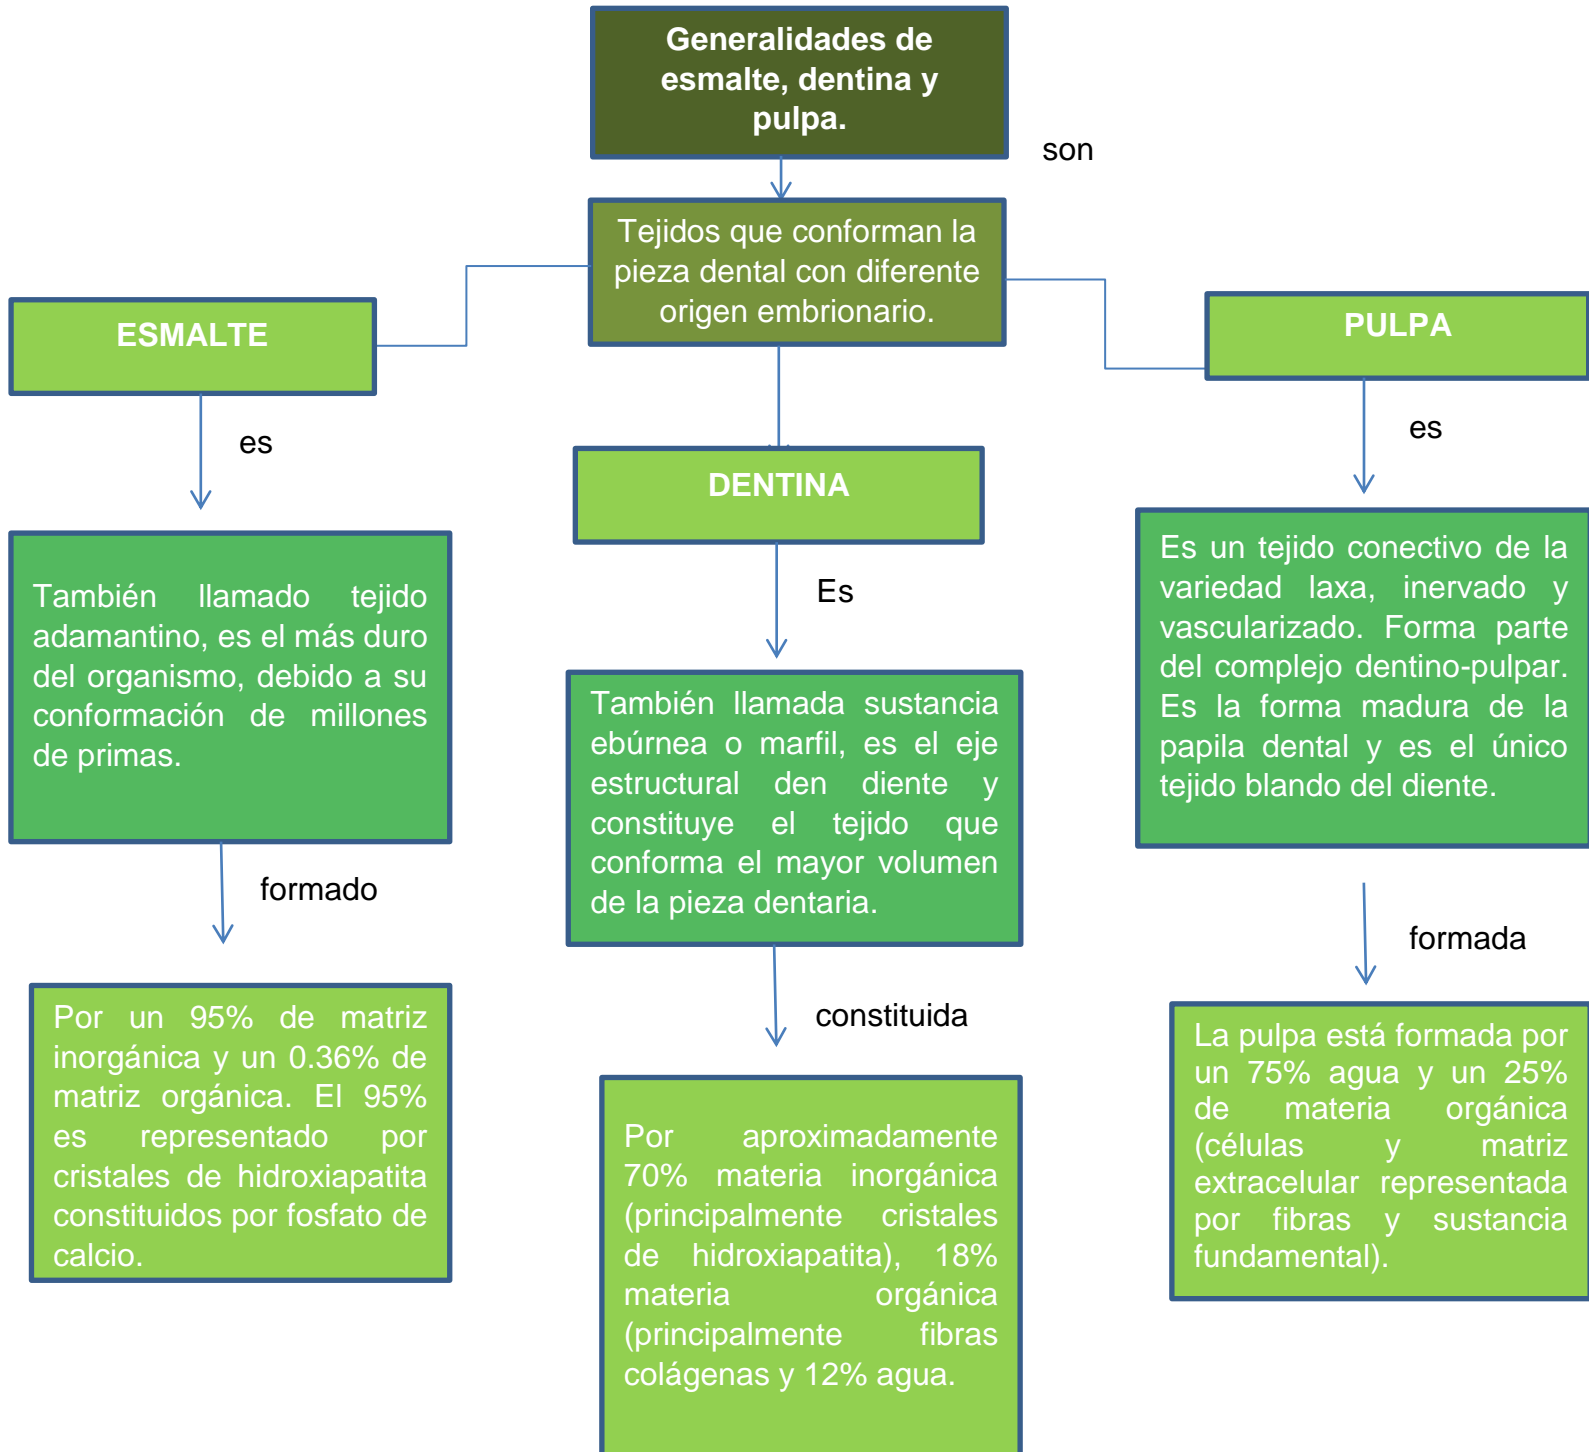 Generalidades de
esmalte, dentina y
pulpa.
son
Tejidos que conforman la
pieza dental con diferente
origen embrionario.
ESMALTE
es
También llamado tejido
adamantino, es el más duro
del organismo, debido a su
conformación de millones
de primas.
formado
Por un 95% de matriz
inorgánica y un 0.36% de
matriz orgánica. El 95%
es representado por
cristales de hidroxiapatita
constituidos por fosfato de
calcio.
DENTINA
Es
También llamada sustancia
ebúrnea o marfil, es el eje
estructural den diente y
constituye el tejido que
conforma el mayor volumen
de la pieza dentaria.
constituida
Por aproximadamente
70% materia inorgánica
(principalmente cristales
de hidroxiapatita), 18%
materia orgánica
(principalmente fibras
colágenas y 12% agua.
PULPA
es
Es un tejido conectivo de la
variedad laxa, inervado y
vascularizado. Forma parte
del complejo dentino-pulpar.
Es la forma madura de la
papila dental y es el único
tejido blando del diente.
formada
La pulpa está formada por
un 75% agua y un 25%
de materia orgánica
(células y matriz
extracelular representada
por fibras y sustancia
fundamental).